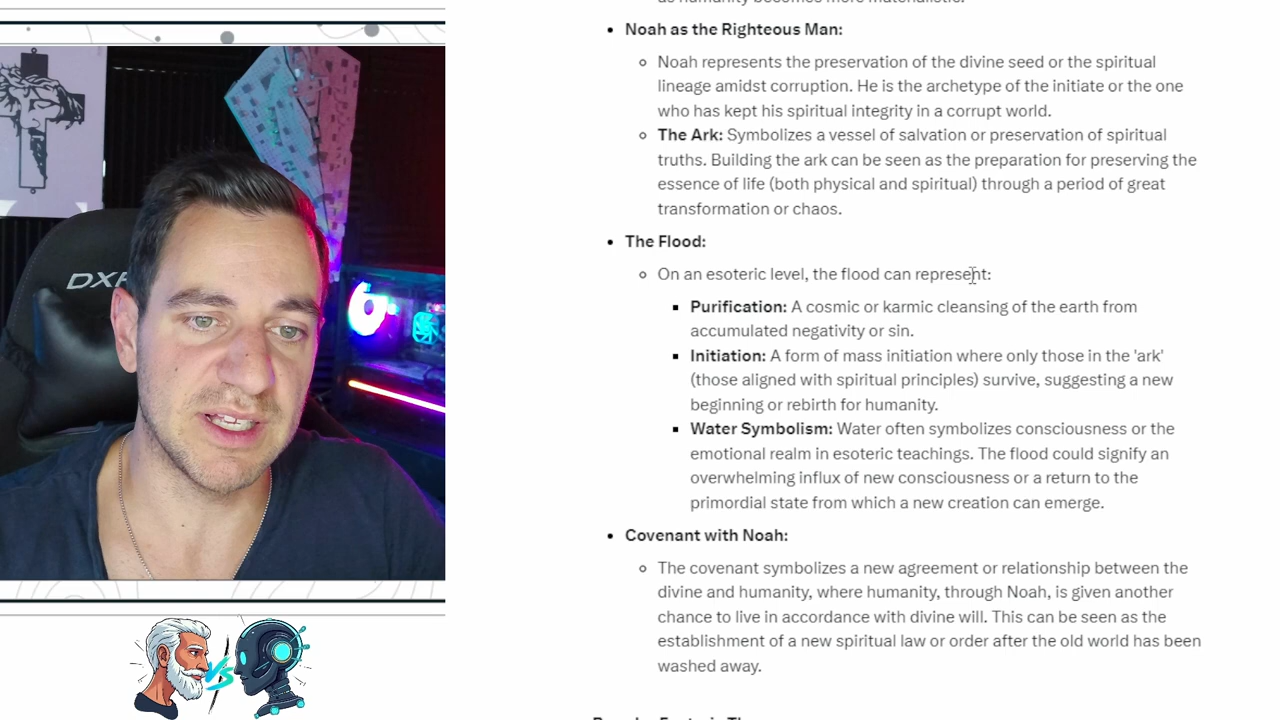 as humanity becomes more materialistic.
Noah as the Righteous Man:
Noah represents the preservation of the divine seed or the spiritual
lineage amidst corruption. He is the archetype of the initiate or the one
who has kept his spiritual integrity in a corrupt world.
The Ark: Symbolizes a vessel of salvation or preservation of spiritual
truths. Building the ark can be seen as the preparation for preserving the
essence of life (both physical and spiritual) through a period of great
transformation or chaos.
The Flood:
On an esoteric level, the flood can represent:
Purification: A cosmic or karmic cleansing of the earth from
accumulated negativity or sin.
Initiation: A form of mass initiation where only those in the 'ark'
(those aligned with spiritual principles) survive, suggesting a new
beginning or rebirth for humanity.
Water Symbolism: Water often symbolizes consciousness or the
emotional realm in esoteric teachings. The flood could signify an
overwhelming influx of new consciousness or a return to the
primordial state from which a new creation can emerge.
Covenant with Noah:
The covenant symbolizes a new agreement or relationship between the
divine and humanity, where humanity, through Noah, is given another
chance to live in accordance with divine will. This can be seen as the
establishment of a new spiritual law or order after the old world has been
washed away.
VS